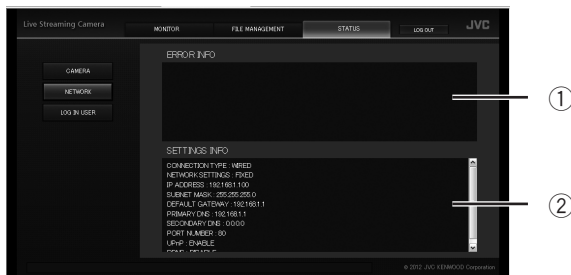 Live Streaming Camera
MONITOR
FILE MANAGEMENT
STATUS
LOG OUT
JVC
CAMERA
NETWORK
LOG IN USER
ERROR INFO
SETTINGS INFO
CONNECTION TYPE : WIRED
NETWORK SETTINGS : FIXED
IP ADDRESS : 192.168.1.100
SUBNET MASK : 255.255.255.0
DEFAULT GATEWAY : 192.168.1.1
PRIMARY DNS : 192.168.1.1
SECONDARY DNS : 0.0.0.0
PORT NUMBER : 80
UPnP : ENABLE
DDNS : DISABLE
© 2012 JVC KENWOOD Corporation
1
2